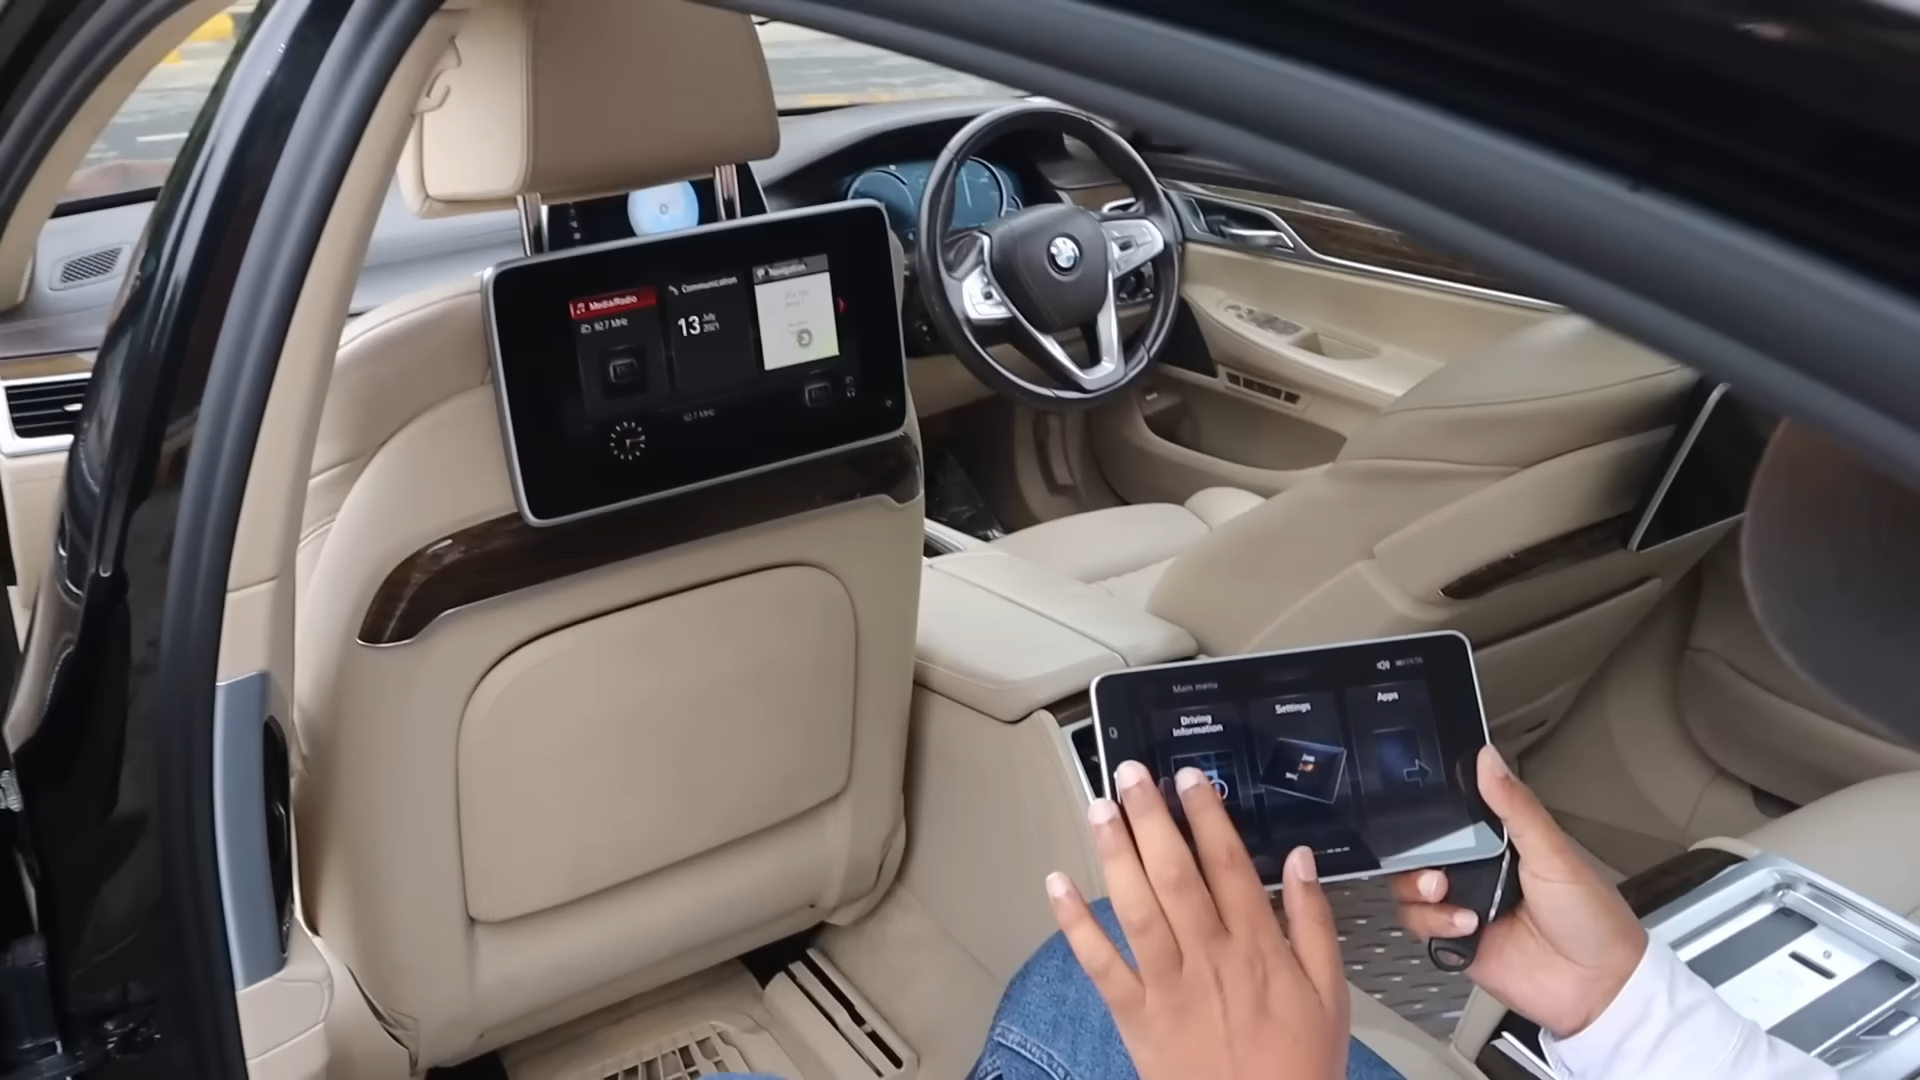 Media/Radio
Communication
Navigation
92.7 MHz
13 July
2021
92.7 MHz
Main menu
Driving
information
Settings
Apps